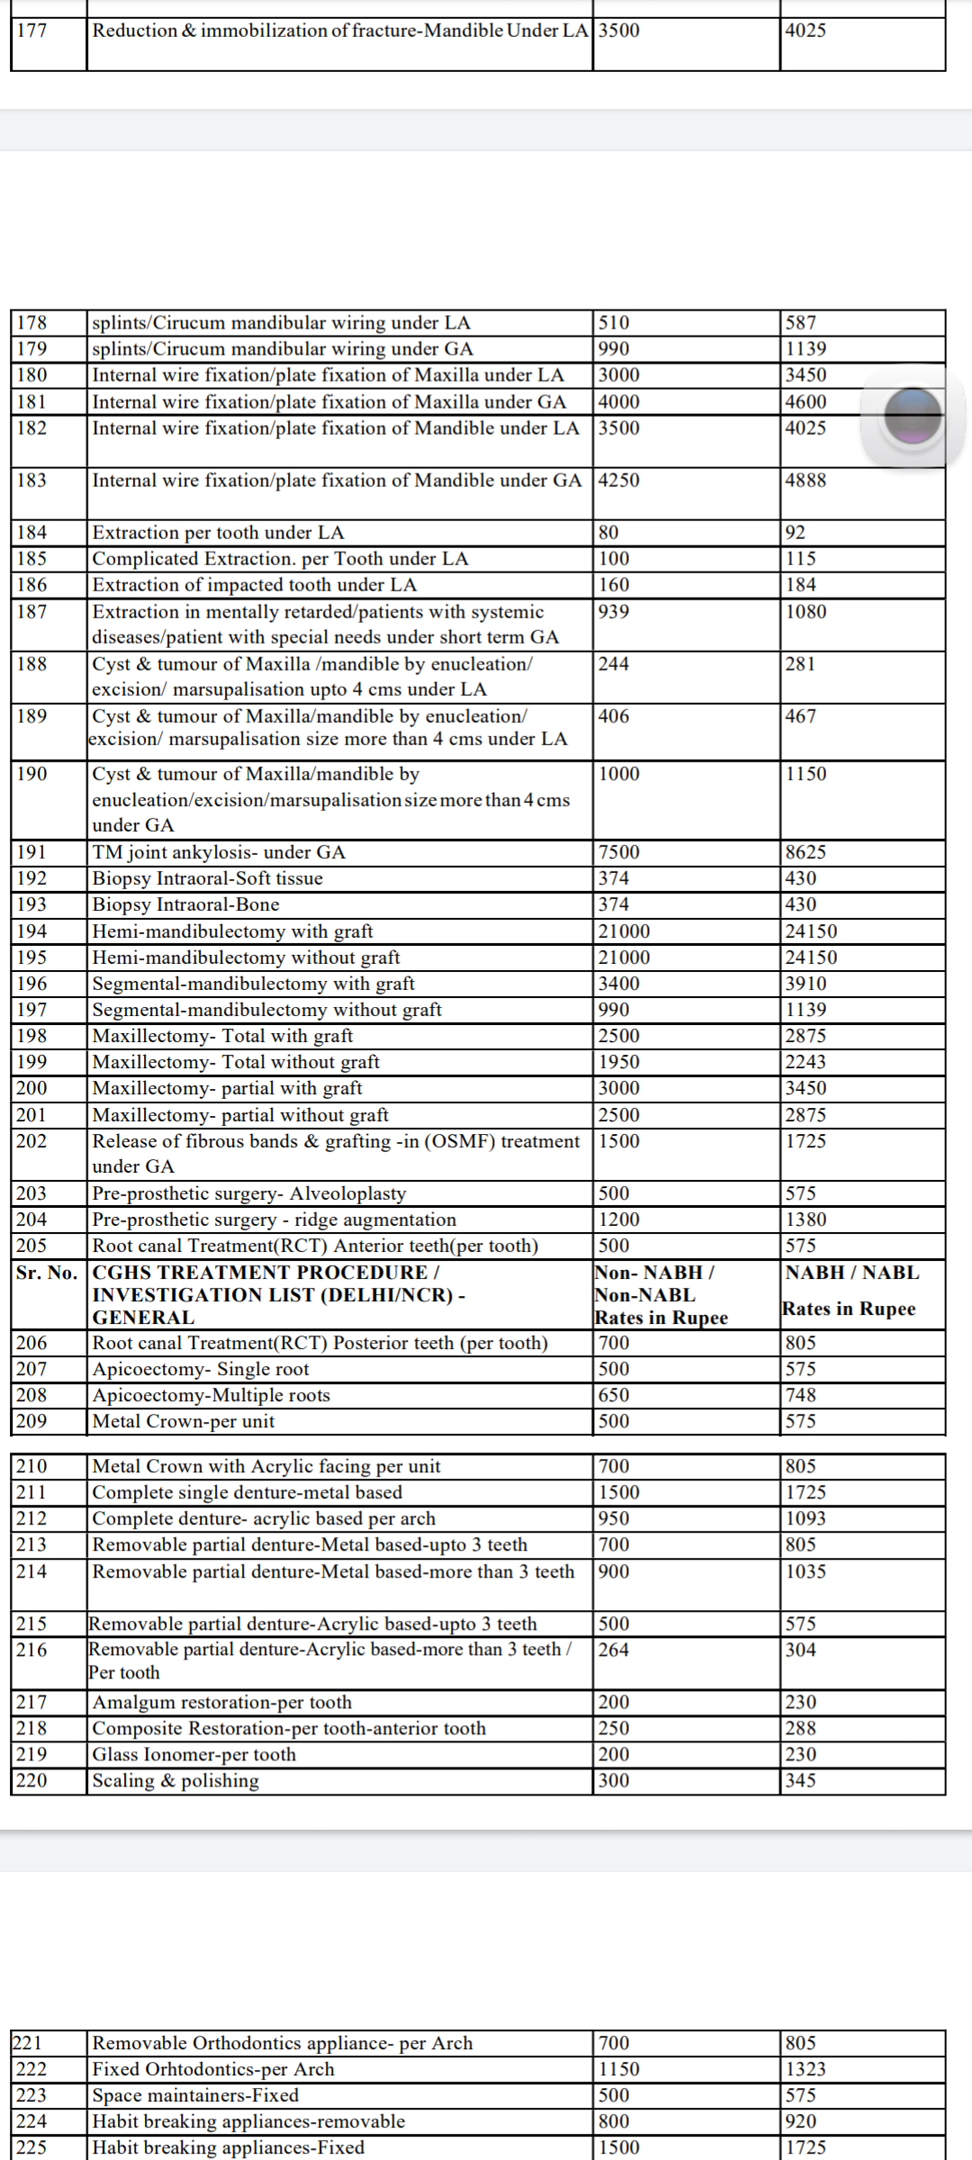 177 Reduction & immobilization of fracture-Mandible Under LA 3500 4025
178 splints/Cirucum mandibular wiring under LA 510 587
179 splints/Cirucum mandibular wiring under GA 990 1139
180 Internal wire fixation/plate fixation of Maxilla under LA 3000 3450
181 Internal wire fixation/plate fixation of Maxilla under GA 4000 4600
182 Internal wire fixation/plate fixation of Mandible under LA 3500 4025
183 Internal wire fixation/plate fixation of Mandible under GA 4250 4888
184 Extraction per tooth under LA 80 92
185 Complicated Extraction. per Tooth under LA 100 115
186 Extraction of impacted tooth under LA 160 184
187 Extraction in mentally retarded/patients with systemic 939 1080
diseases/patient with special needs under short term GA
188 Cyst & tumour of Maxilla /mandible by enucleation/ 244 281
excision/ marsupalisation upto 4 cms under LA
189 Cyst & tumour of Maxilla/mandible by enucleation/ 406 467
excision/ marsupalisation size more than 4 cms under LA
190 Cyst & tumour of Maxilla/mandible by 1000 1150
enucleation/excision/marsupalisation size more than 4 cms
under GA
191 TM joint ankylosis- under GA 7500 8625
192 Biopsy Intraoral-Soft tissue 374 430
193 Biopsy Intraoral-Bone 374 430
194 Hemi-mandibulectomy with graft 21000 24150
195 Hemi-mandibulectomy without graft 21000 24150
196 Segmental-mandibulectomy with graft 3400 3910
197 Segmental-mandibulectomy without graft 990 1139
198 Maxillectomy- Total with graft 2500 2875
199 Maxillectomy- Total without graft 1950 2243
200 Maxillectomy- partial with graft 3000 3450
201 Maxillectomy- partial without graft 2500 2875
202 Release of fibrous bands & grafting -in (OSMF) treatment 1500 1725
under GA
203 Pre-prosthetic surgery- Alveoloplasty 500 575
204 Pre-prosthetic surgery - ridge augmentation 1200 1380
205 Root canal Treatment(RCT) Anterior teeth(per tooth) 500 575
Sr. No. CGHS TREATMENT PROCEDURE / Non- NABH / NABH / NABL
INVESTIGATION LIST (DELHI/NCR) - Non-NABL
GENERAL Rates in Rupee Rates in Rupee
206 Root canal Treatment(RCT) Posterior teeth (per tooth) 700 805
207 Apicoectomy- Single root 500 575
208 Apicoectomy-Multiple roots 650 748
209 Metal Crown-per unit 500 575
210 Metal Crown with Acrylic facing per unit 700 805
211 Complete single denture-metal based 1500 1725
212 Complete denture- acrylic based per arch 950 1093
213 Removable partial denture-Metal based-upto 3 teeth 700 805
214 Removable partial denture-Metal based-more than 3 teeth 900 1035
215 Removable partial denture-Acrylic based-upto 3 teeth 500 575
216 Removable partial denture-Acrylic based-more than 3 teeth / 264 304
Per tooth
217 Amalgum restoration-per tooth 200 230
218 Composite Restoration-per tooth-anterior tooth 250 288
219 Glass Ionomer-per tooth 200 230
220 Scaling & polishing 300 345
221 Removable Orthodontics appliance- per Arch 700 805
222 Fixed Orhtodontics-per Arch 1150 1323
223 Space maintainers-Fixed 500 575
224 Habit breaking appliances-removable 800 920
225 Habit breaking appliances-Fixed 1500 1725